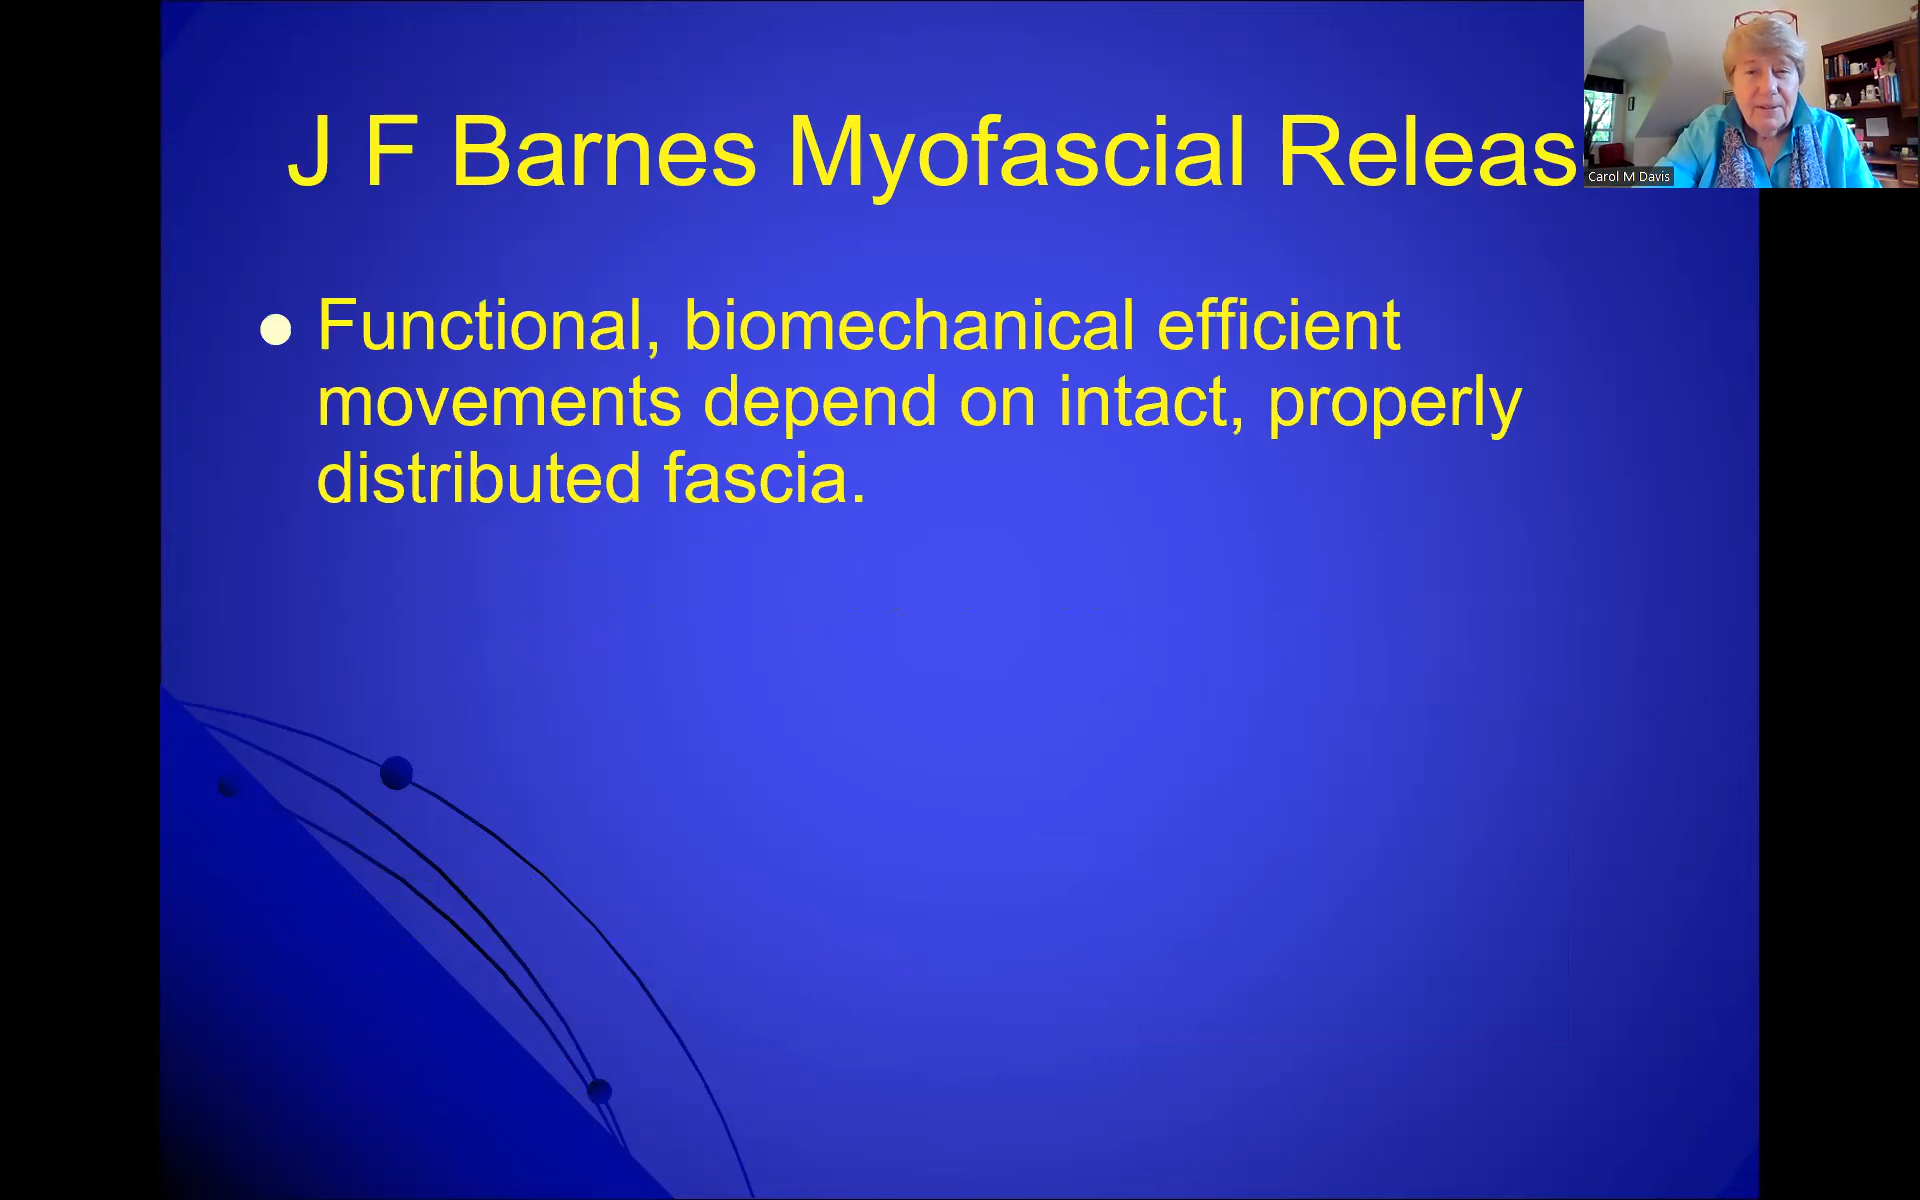 J F Barnes Myofascial Releas
Carol M Davis
Functional, biomechanical efficient
movements depend on intact, properly
distributed fascia.